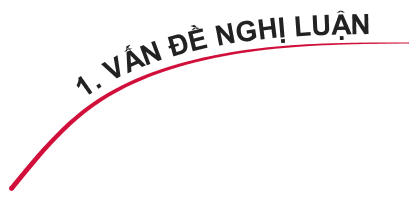 1. VẤN ĐỀ NGHỊ LUẬN